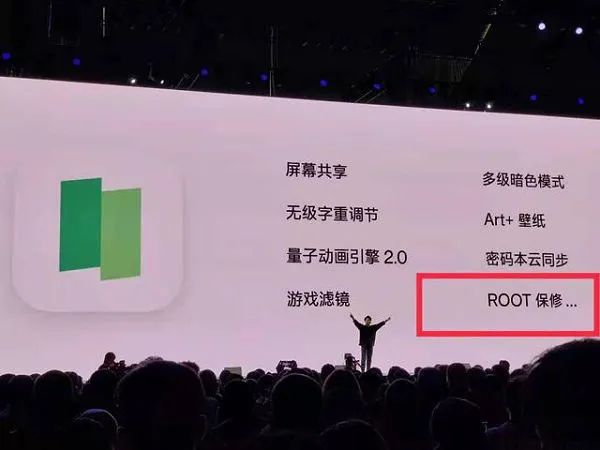 屏幕共享
多级暗色模式
无级字重调节
Art+ 壁纸
量子动画引擎 2.0
密码本云同步
游戏滤镜
ROOT 保修 ...